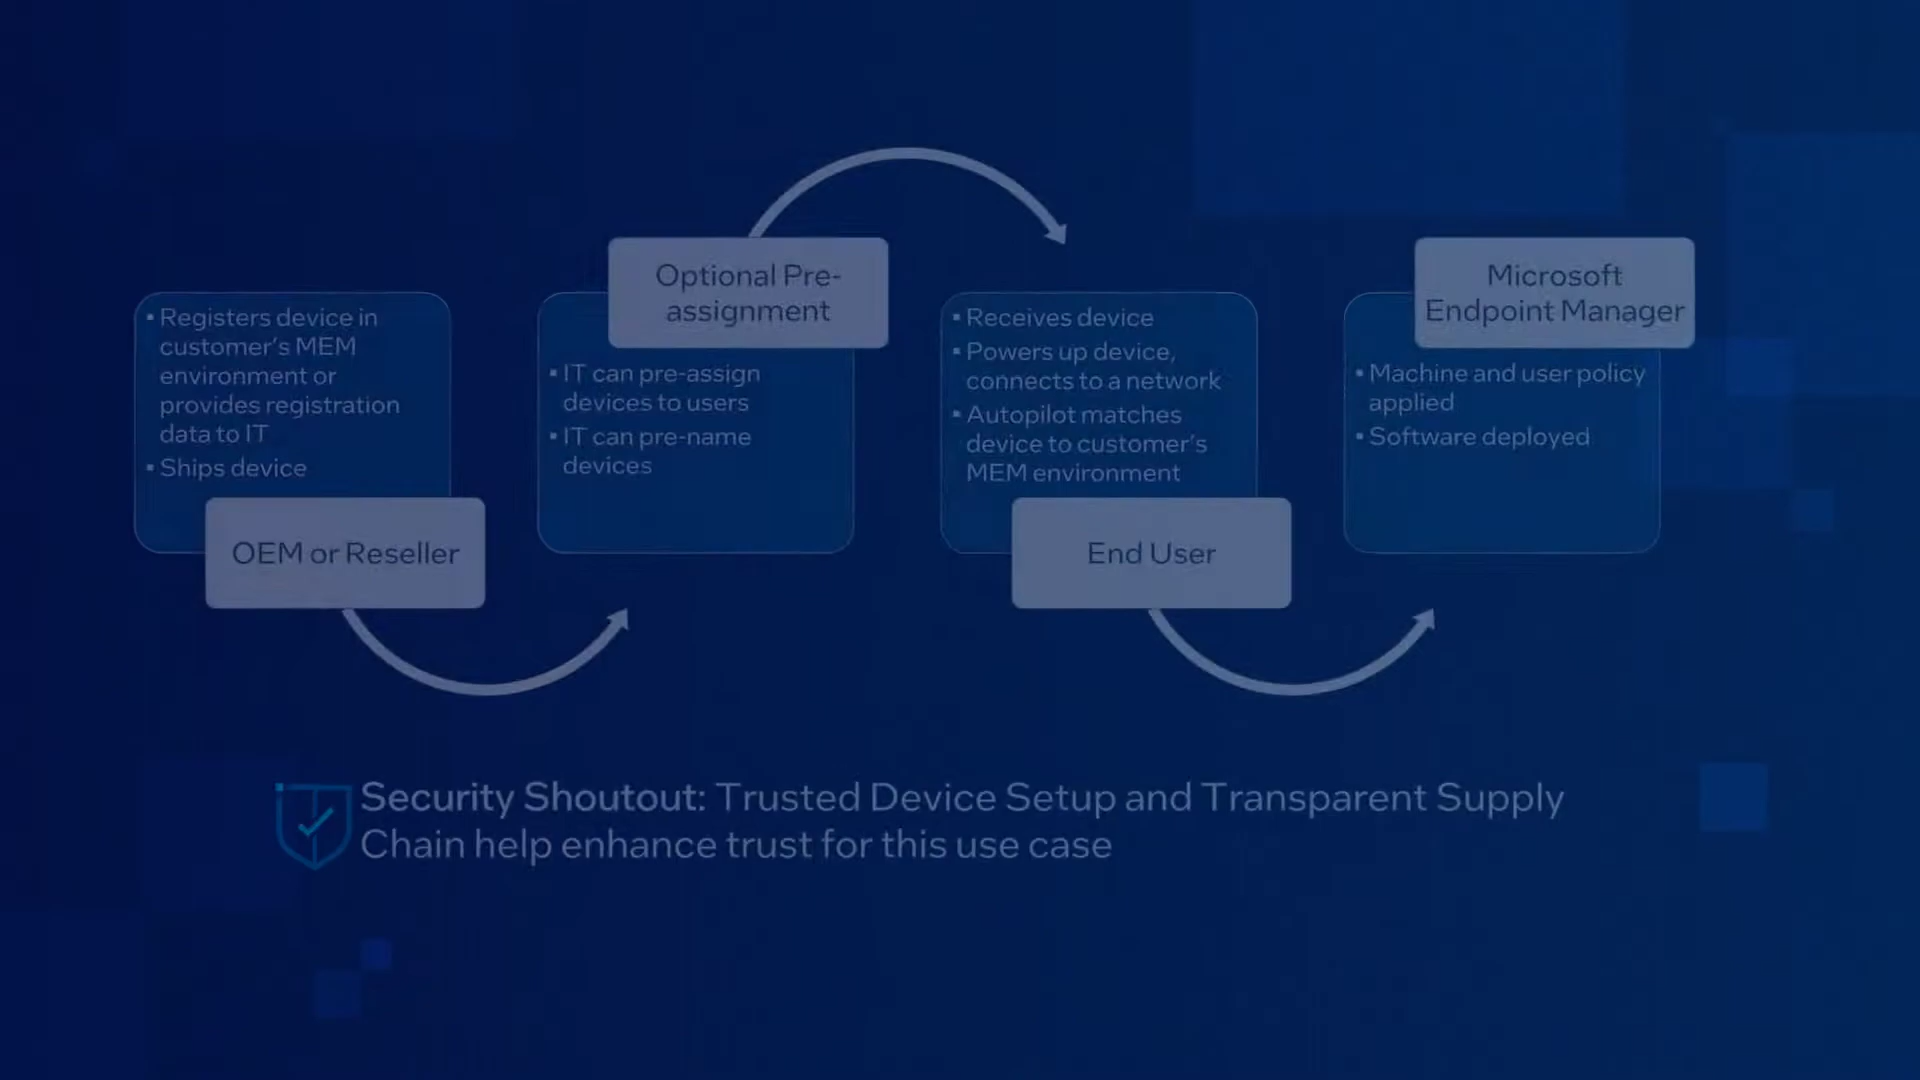 ▪ Registers device in
customer's MEM
environment or
provides registration
data to IT
▪ Ships device
OEM or Reseller
Optional Pre-
assignment
▪ IT can pre-assign
devices to users
▪ IT can pre-name
devices
▪ Receives device
▪ Powers up device,
connects to a network
▪ Autopilot matches
device to customer's
MEM environment
End User
Microsoft
Endpoint Manager
▪ Machine and user policy
applied
▪ Software deployed
Security Shoutout: Trusted Device Setup and Transparent Supply
Chain help enhance trust for this use case